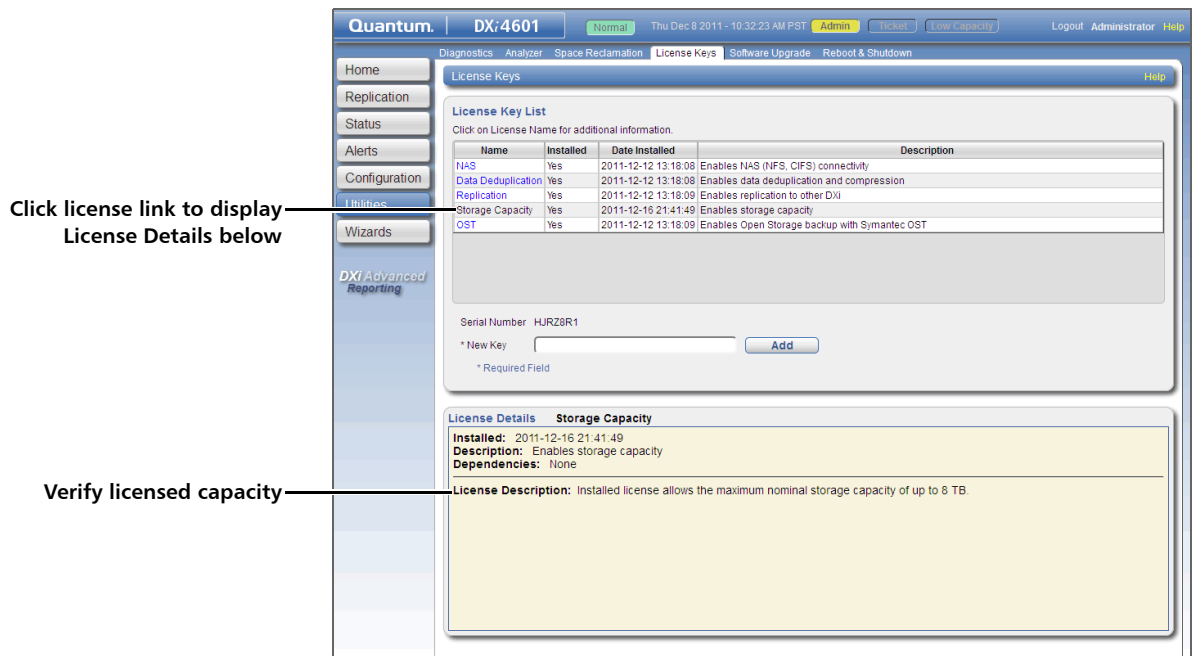 Quantum. DXi4601 Normal Thu Dec 8 2011 - 10:32:23 AM PST Admin Ticket Low Capacity Logout Administrator Help
Diagnostics Analyzer Space Reclamation License Keys Software Upgrade Reboot & Shutdown
Home
Replication
Status
Alerts
Configuration
Utilities
Wizards
DXi Advanced
Reporting
License Keys Help
License Key List
Click on License Name for additional information.
Name Installed Date Installed Description
NAS Yes 2011-12-12 13:18:08 Enables NAS (NFS, CIFS) connectivity
Data Deduplication Yes 2011-12-12 13:18:08 Enables data deduplication and compression
Replication Yes 2011-12-12 13:18:09 Enables replication to other DXi
Storage Capacity Yes 2011-12-16 21:41:49 Enables storage capacity
OST Yes 2011-12-12 13:18:09 Enables Open Storage backup with Symantec OST
Click license link to display
License Details below
Serial Number HJRZ8R1
* New Key Add
* Required Field
License Details Storage Capacity
Installed: 2011-12-16 21:41:49
Description: Enables storage capacity
Dependencies: None
Verify licensed capacity
License Description: Installed license allows the maximum nominal storage capacity of up to 8 TB.